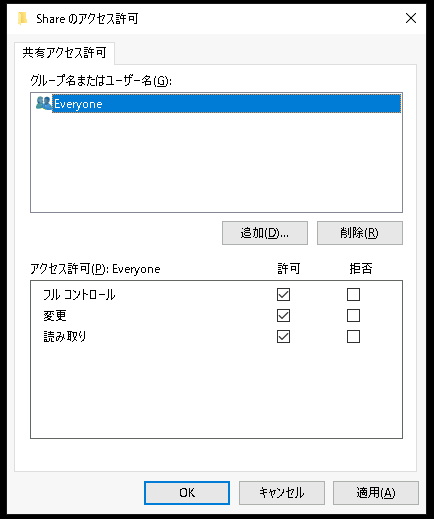 Share のアクセス許可
共有アクセス許可
グループ名またはユーザー名(G):
Everyone
追加(D)...
削除(R)
アクセス許可(P): Everyone 許可 拒否
フル コントロール
変更
読み取り
OK
キャンセル
適用(A)